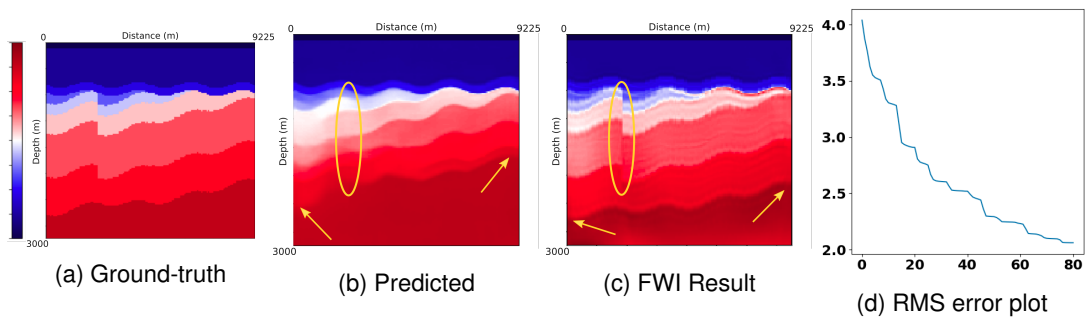 0 Distance (m) 9225
Depth (m)
3000
(a) Ground-truth
0 Distance (m) 9225
Depth (m)
3000
(b) Predicted
0 Distance (m) 9225
Depth (m)
3000
(c) FWI Result
4.0
3.5
3.0
2.5
2.0
0 20 40 60 80
(d) RMS error plot